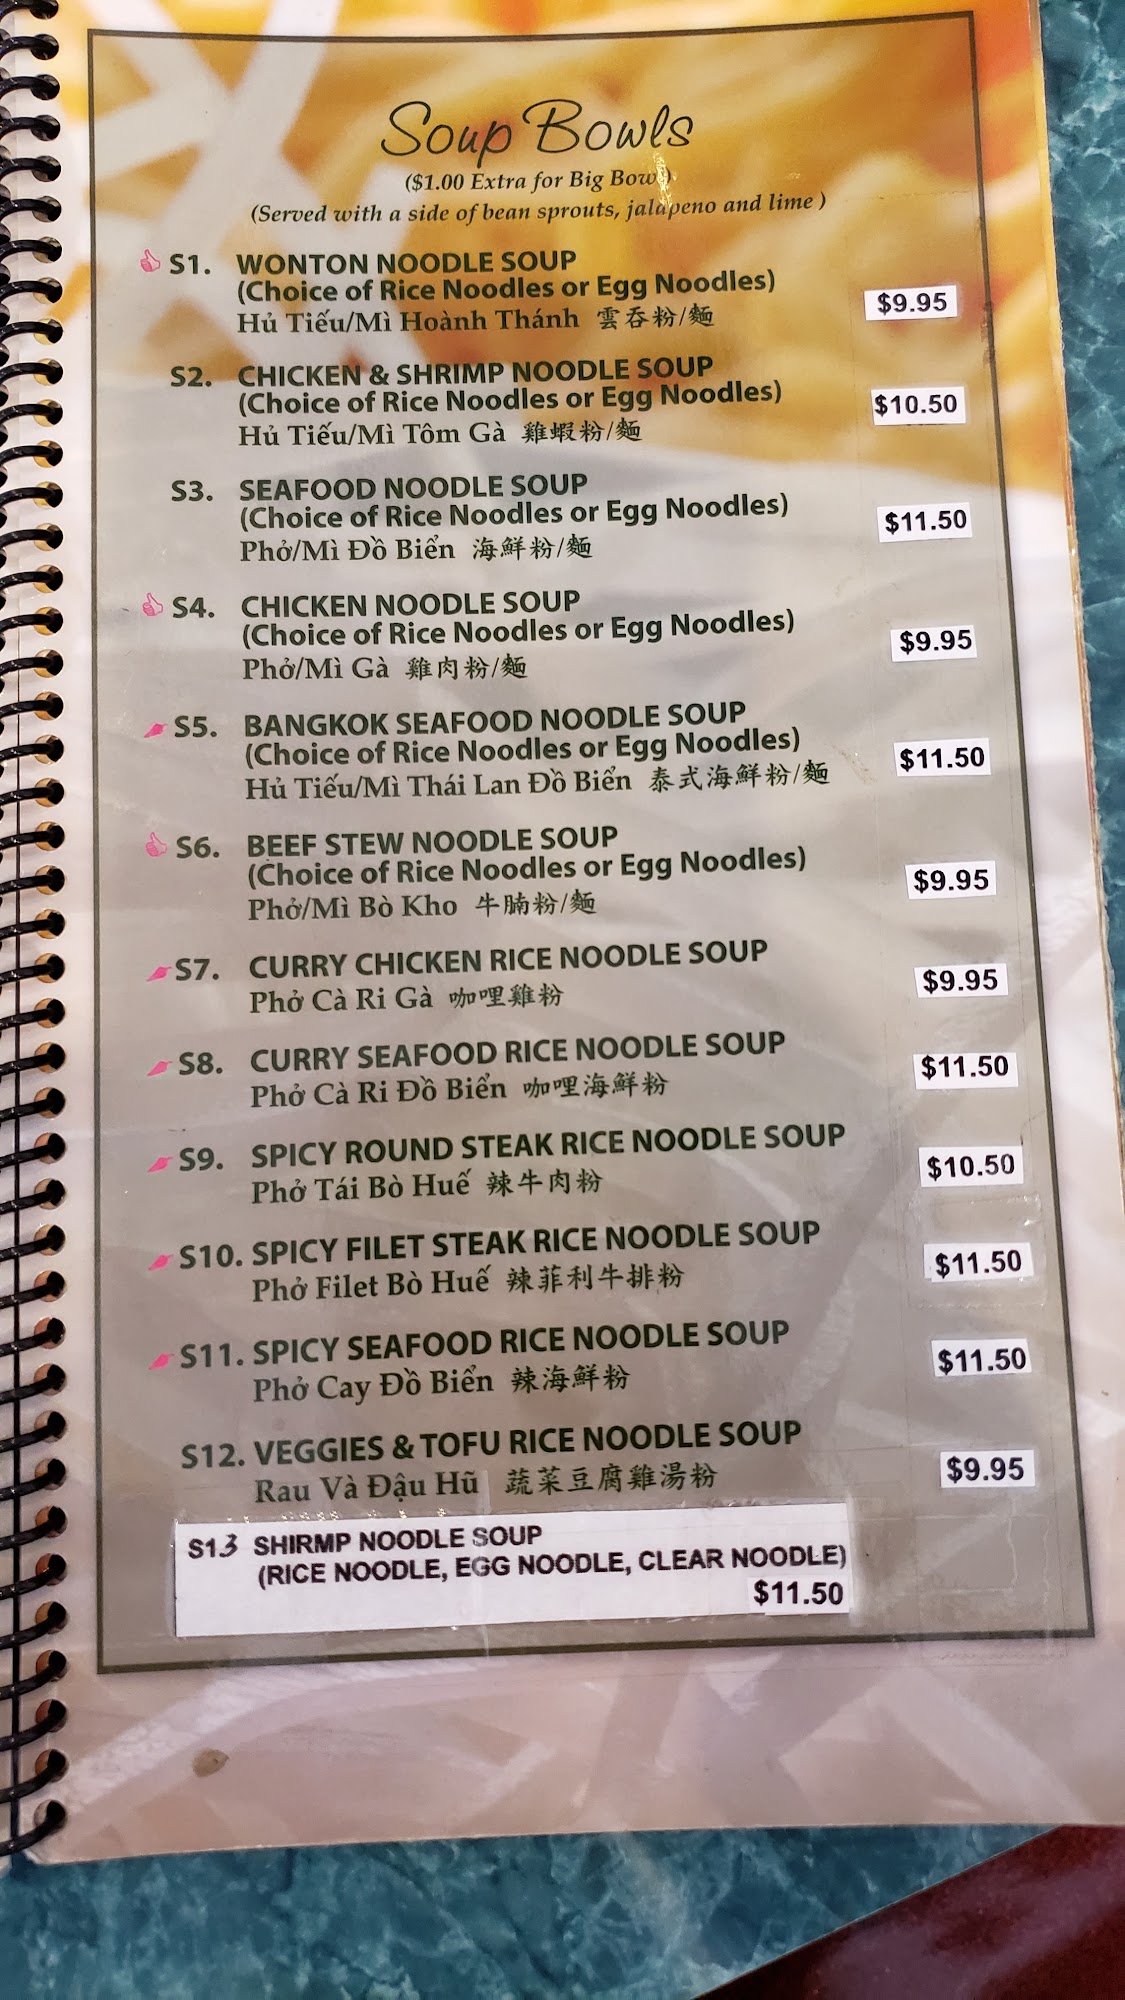 Soup Bowls
($1.00 Extra for Big Bowl)
(Served with a side of bean sprouts, jalapeno and lime )
S1. WONTON NOODLE SOUP
(Choice of Rice Noodles or Egg Noodles)
$9.95
Hủ Tiếu/Mì Hoành Thánh 雲吞粉/麵
S2. CHICKEN & SHRIMP NOODLE SOUP
(Choice of Rice Noodles or Egg Noodles)
$10.50
Hủ Tiếu/Mì Tôm Gà 雞蝦粉/麵
S3. SEAFOOD NOODLE SOUP
(Choice of Rice Noodles or Egg Noodles)
$11.50
Phở/Mì Đồ Biển 海鮮粉/麵
S4. CHICKEN NOODLE SOUP
(Choice of Rice Noodles or Egg Noodles)
$9.95
Phở/Mì Gà 雞肉粉/麵
S5. BANGKOK SEAFOOD NOODLE SOUP
(Choice of Rice Noodles or Egg Noodles)
$11.50
Hủ Tiếu/Mì Thái Lan Đồ Biển 泰式海鮮粉/麵
S6. BEEF STEW NOODLE SOUP
(Choice of Rice Noodles or Egg Noodles)
$9.95
Phở/Mì Bò Kho 牛腩粉/麵
S7. CURRY CHICKEN RICE NOODLE SOUP
$9.95
Phở Cà Ri Gà 咖哩雞粉
S8. CURRY SEAFOOD RICE NOODLE SOUP
$11.50
Phở Cà Ri Đồ Biển 咖哩海鮮粉
S9. SPICY ROUND STEAK RICE NOODLE SOUP
$10.50
Phở Tái Bò Huế 辣牛肉粉
S10. SPICY FILET STEAK RICE NOODLE SOUP
$11.50
Phở Filet Bò Huế 辣菲利牛排粉
S11. SPICY SEAFOOD RICE NOODLE SOUP
$11.50
Phở Cay Đồ Biển 辣海鮮粉
S12. VEGGIES & TOFU RICE NOODLE SOUP
$9.95
Rau Và Đậu Hũ 蔬菜豆腐雞湯粉
S13 SHIRMP NOODLE SOUP
(RICE NOODLE, EGG NOODLE, CLEAR NOODLE)
$11.50